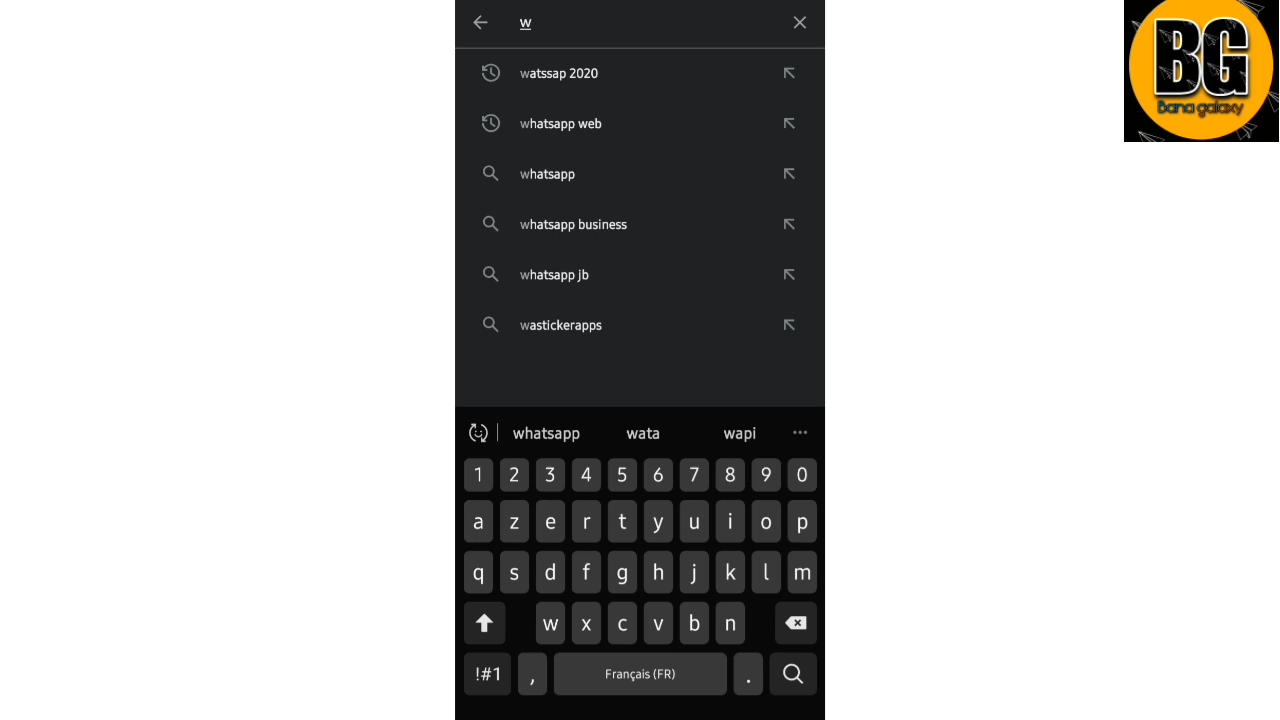 w
watssap 2020
whatsapp web
whatsapp
whatsapp business
whatsapp jb
wastickerapps
whatsapp wata wapi
1 2 3 4 5 6 7 8 9 0
a z e r t y u i o p
q s d f g h j k l m
w x c v b n
!#1 , Français (FR) .
BG
Bana galaxy